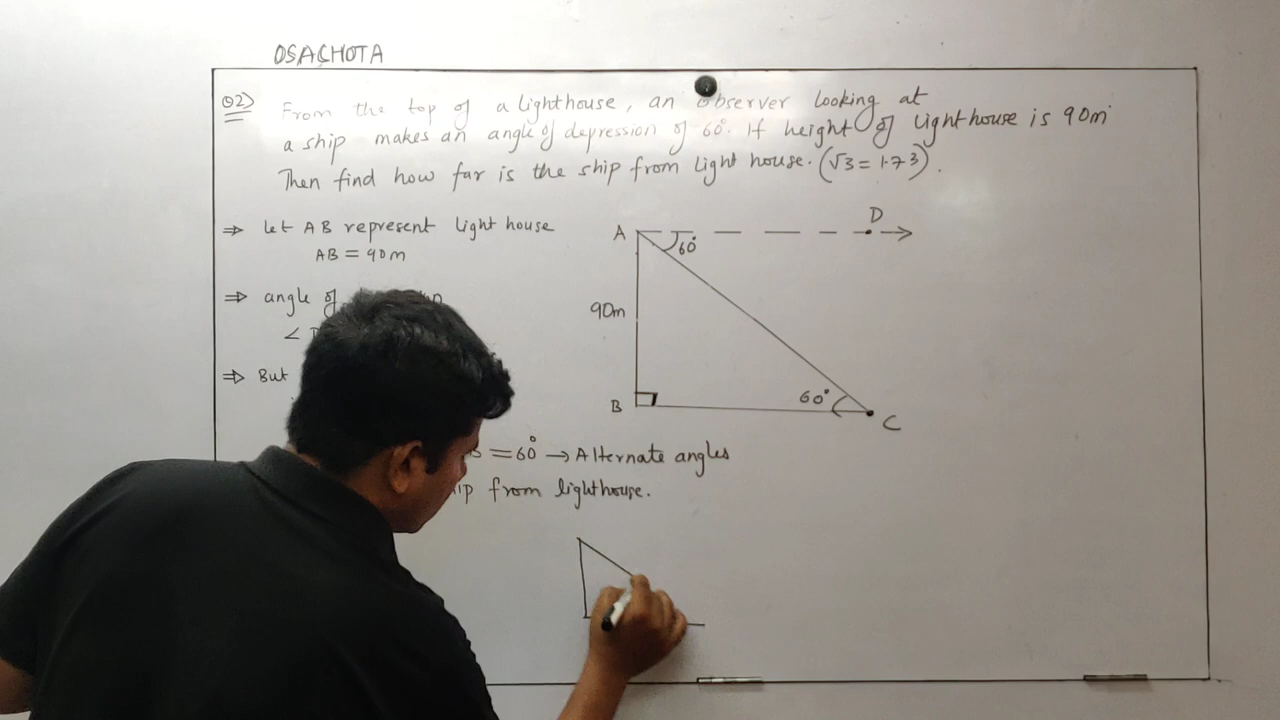 OSACHOTA
Q2) From the top of a lighthouse, an observer looking at
a ship makes an angle of depression of 60°. If height of lighthouse is 90m
Then find how far is the ship from light house. (√3 = 1.73).
⇒ let AB represent light house
AB = 90m
⇒ angle of
∠
⇒ But
= 60° → Alternate angles
from lighthouse.
A
D
60°
90m
B
60°
C